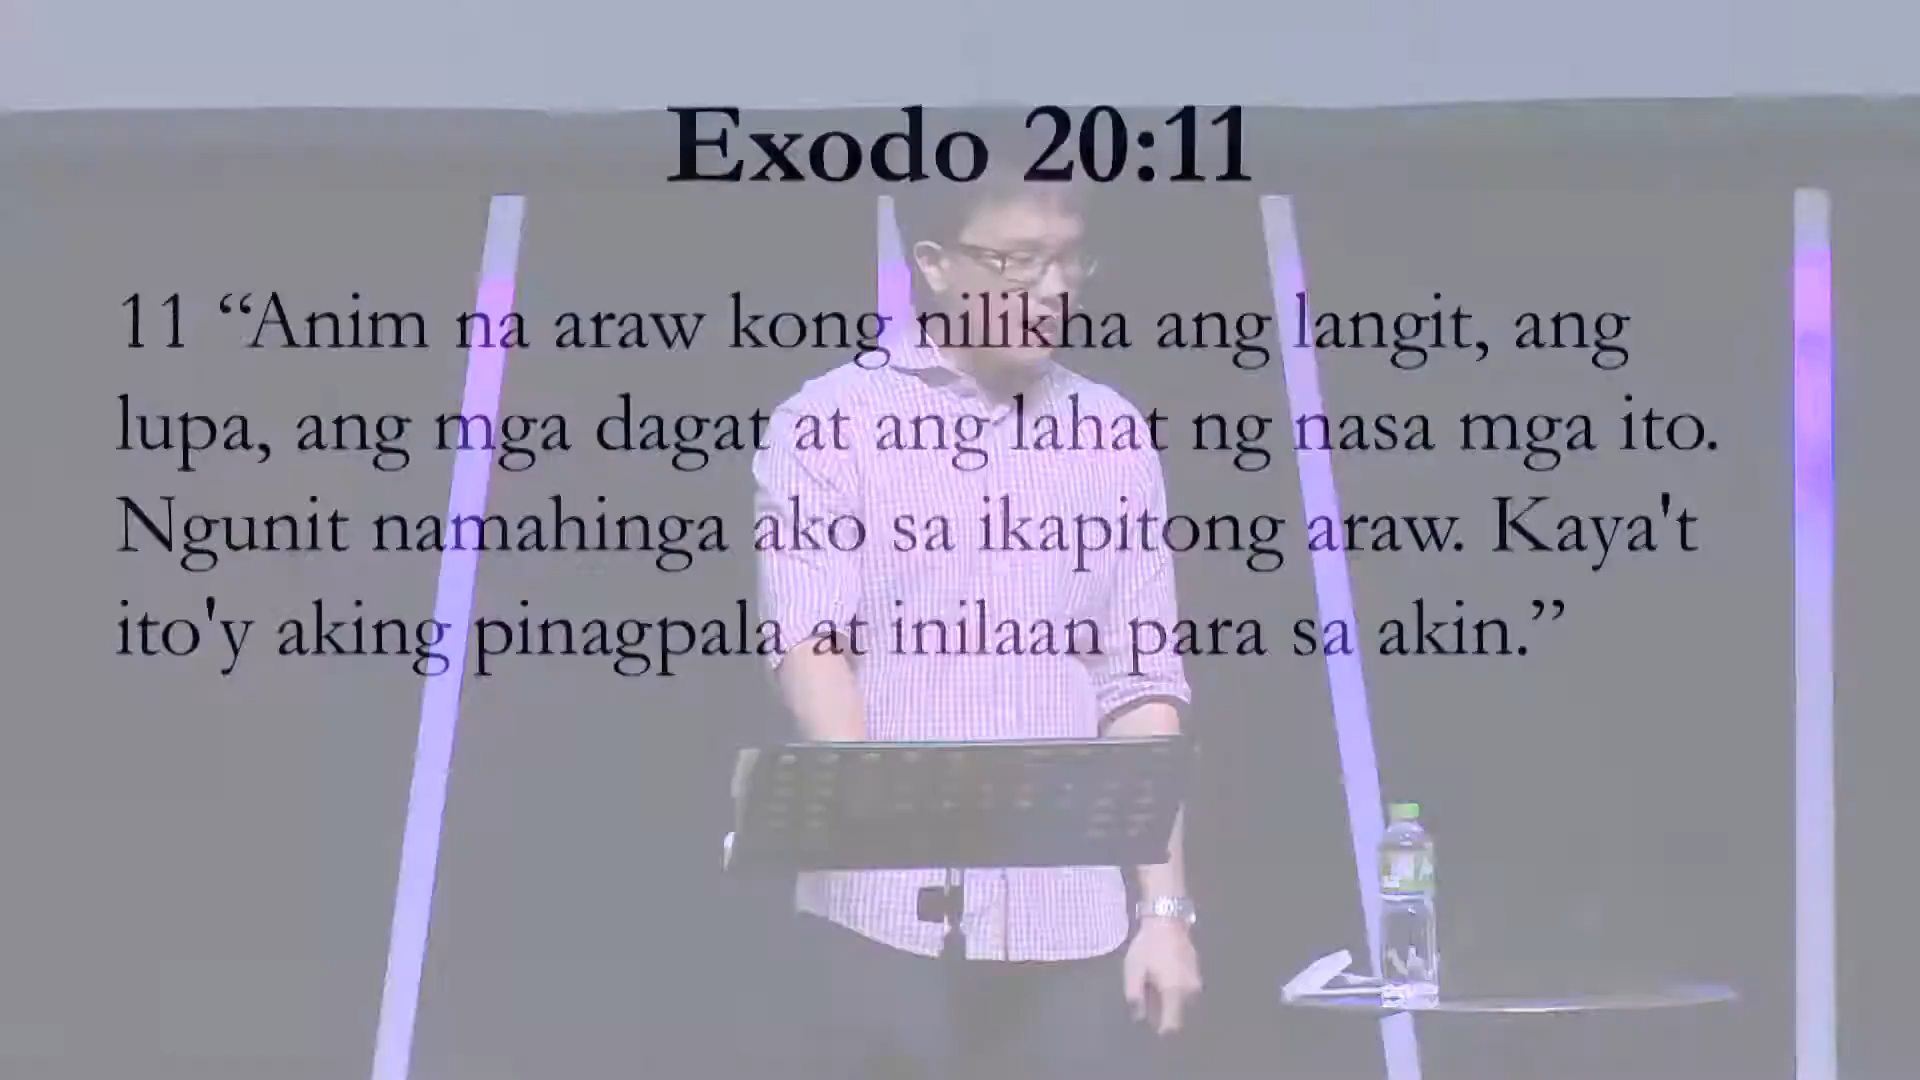 Exodo 20:11
11 “Anim na araw kong nilikha ang langit, ang
lupa, ang mga dagat at ang lahat ng nasa mga ito.
Ngunit namahinga ako sa ikapitong araw. Kaya't
ito'y aking pinagpala at inilaan para sa akin.”